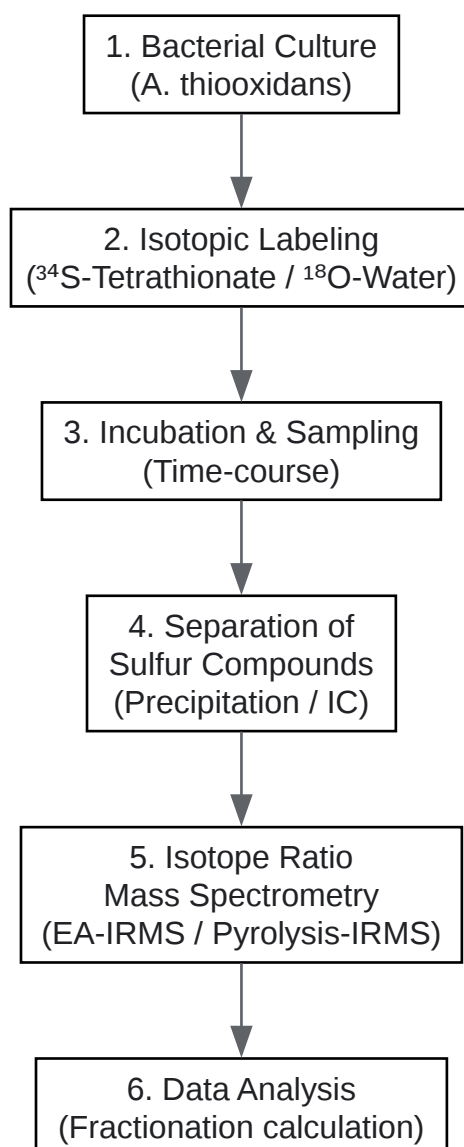 1. Bacterial Culture
(A. thiooxidans)
2. Isotopic Labeling
(³⁴S-Tetrathionate / ¹⁸O-Water)
3. Incubation & Sampling
(Time-course)
4. Separation of
Sulfur Compounds
(Precipitation / IC)
5. Isotope Ratio
Mass Spectrometry
(EA-IRMS / Pyrolysis-IRMS)
6. Data Analysis
(Fractionation calculation)